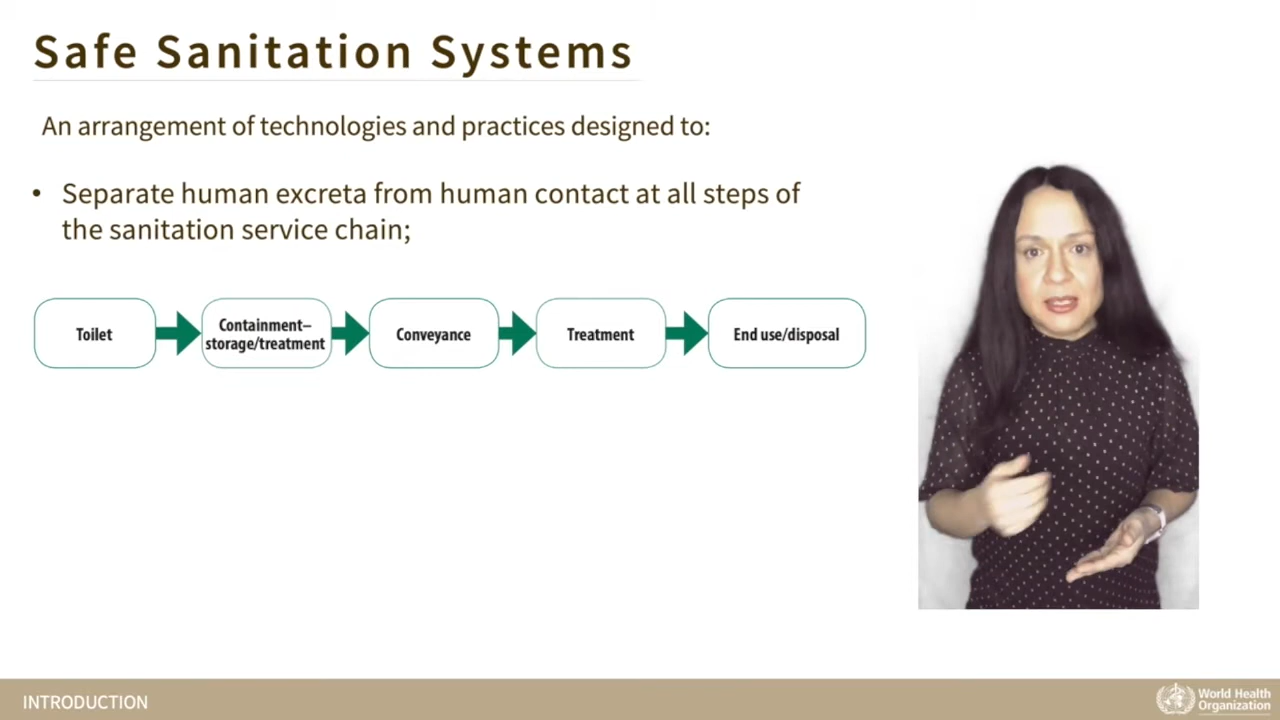 Safe Sanitation Systems
An arrangement of technologies and practices designed to:
• Separate human excreta from human contact at all steps of
the sanitation service chain;
Toilet
Containment–
storage/treatment
Conveyance
Treatment
End use/disposal
INTRODUCTION
World Health
Organization